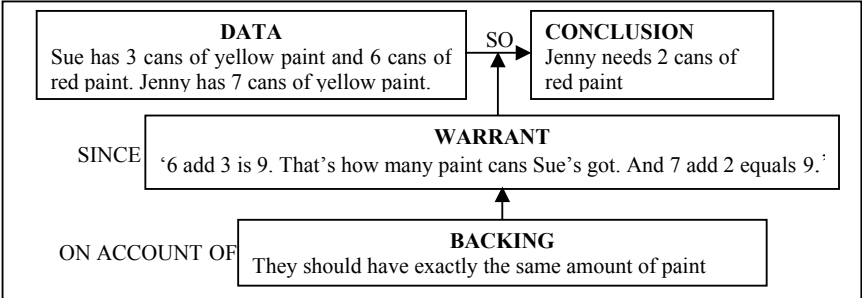 DATA
Sue has 3 cans of yellow paint and 6 cans of
red paint. Jenny has 7 cans of yellow paint.
SO
CONCLUSION
Jenny needs 2 cans of
red paint
SINCE
WARRANT
‘6 add 3 is 9. That’s how many paint cans Sue’s got. And 7 add 2 equals 9.’
ON ACCOUNT OF
BACKING
They should have exactly the same amount of paint